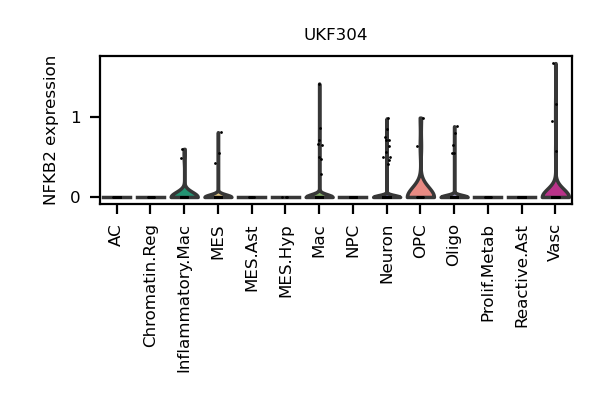 UKF304
NFKB2 expression
1
0
AC
Chromatin.Reg
Inflammatory.Mac
MES
MES.Ast
MES.Hyp
Mac
NPC
Neuron
OPC
Oligo
Prolif.Metab
Reactive.Ast
Vasc